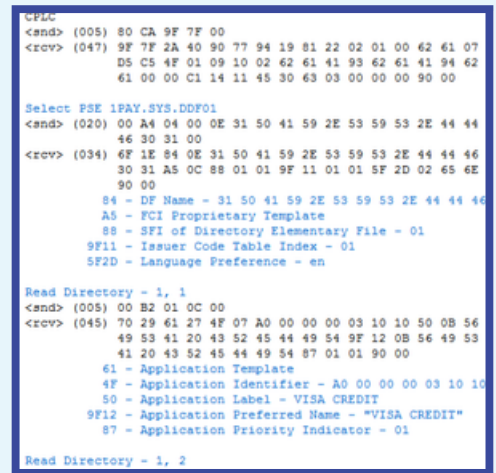 CPLC
<snd> (005) 80 CA 9F 7F 00
<rcv> (047) 9F 7F 2A 40 90 77 94 19 81 22 02 01 00 62 61 07
D5 C5 4F 01 09 10 02 62 61 41 93 62 61 41 94 62
61 00 00 C1 14 11 45 30 63 03 00 00 00 90 00
Select PSE 1PAY.SYS.DDF01
<snd> (020) 00 A4 04 00 0E 31 50 41 59 2E 53 59 53 2E 44 44
46 30 31 00
<rcv> (034) 6F 1E 84 0E 31 50 41 59 2E 53 59 53 2E 44 44 46
30 31 A5 0C 88 01 01 9F 11 01 01 5F 2D 02 65 6E
90 00
84 - DF Name - 31 50 41 59 2E 53 59 53 2E 44 44 46
A5 - FCI Proprietary Template
88 - SFI of Directory Elementary File - 01
9F11 - Issuer Code Table Index - 01
5F2D - Language Preference - en
Read Directory - 1, 1
<snd> (005) 00 B2 01 0C 00
<rcv> (045) 70 29 61 27 4F 07 A0 00 00 00 03 10 10 50 0B 56
49 53 41 20 43 52 45 44 49 54 9F 12 0B 56 49 53
41 20 43 52 45 44 49 54 87 01 01 90 00
61 - Application Template
4F - Application Identifier - A0 00 00 00 03 10 10
50 - Application Label - VISA CREDIT
9F12 - Application Preferred Name - "VISA CREDIT"
87 - Application Priority Indicator - 01
Read Directory - 1, 2